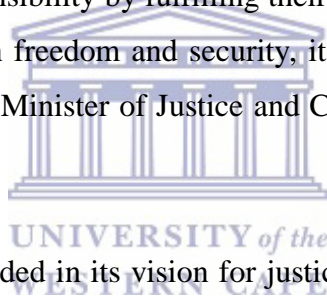 sibility by fulfilling their
freedom and security, it
Minister of Justice and C
UNIVERSITY of the
ded in its vision for justic
WESTERN CAPE